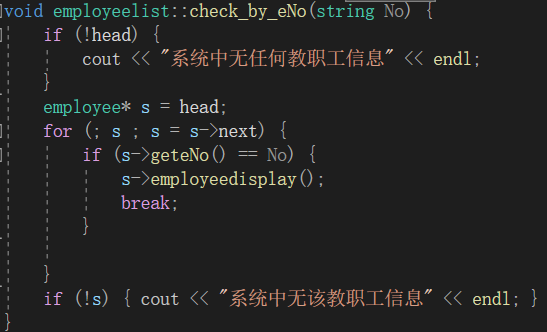 void employeelist::check_by_eNo(string No) {
if (!head) {
cout << "系统中无任何教职工信息" << endl;
}
employee* s = head;
for (; s ; s = s->next) {
if (s->geteNo() == No) {
s->employeedisplay();
break;
}
}
if (!s) { cout << "系统中无该教职工信息" << endl; }
}